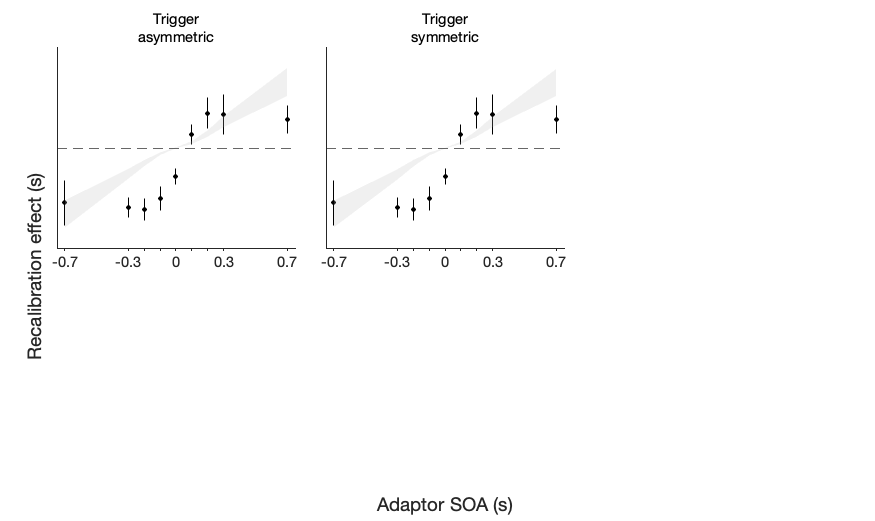 Trigger
asymmetric
Trigger
symmetric
Recalibration effect (s)
-0.7 -0.3 0 0.3 0.7
-0.7 -0.3 0 0.3 0.7
Adaptor SOA (s)